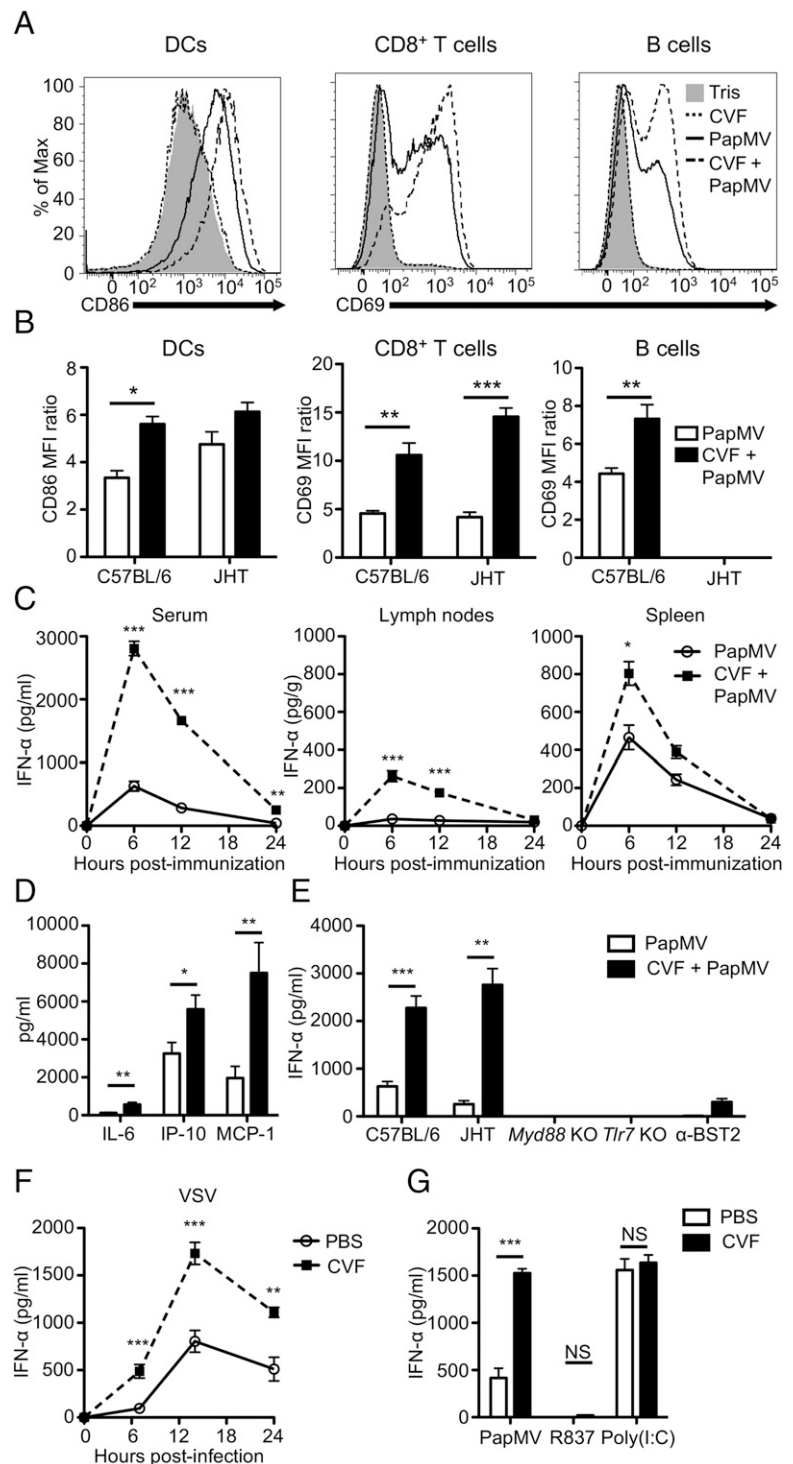 A
DCs
CD8+ T cells
B cells
% of Max
100
80
60
40
20
0
0 10² 10³ 10⁴ 10⁵
0 10² 10³ 10⁴ 10⁵
0 10² 10³ 10⁴ 10⁵
Tris
CVF
PapMV
CVF +
PapMV
CD86
CD69
B
DCs
CD8+ T cells
B cells
CD86 MFI ratio
8
6
4
2
0
*
C57BL/6 JHT
CD69 MFI ratio
20
15
10
5
0
**
***
C57BL/6 JHT
CD69 MFI ratio
10
8
6
4
2
0
**
C57BL/6 JHT
PapMV
CVF +
PapMV
C
Serum
Lymph nodes
Spleen
IFN-α (pg/ml)
3000
2000
1000
0
***
***
**
0 6 12 24
Hours post-immunization
IFN-α (pg/g)
1000
800
600
400
200
0
***
***
0 6 12 24
Hours post-immunization
1000
800
600
400
200
0
*
0 6 12 24
Hours post-immunization
PapMV
CVF +
PapMV
D
pg/ml
10000
8000
6000
4000
2000
0
**
*
**
IL-6 IP-10 MCP-1
E
IFN-α (pg/ml)
4000
3000
2000
1000
0
***
**
C57BL/6 JHT Myd88 KO Tlr7 KO α-BST2
PapMV
CVF + PapMV
F
VSV
IFN-α (pg/ml)
2000
1500
1000
500
0
***
***
**
0 6 12 18 24
Hours post-infection
PBS
CVF
G
IFN-α (pg/ml)
2000
1500
1000
500
0
***
NS
NS
PapMV R837 Poly(I:C)
PBS
CVF